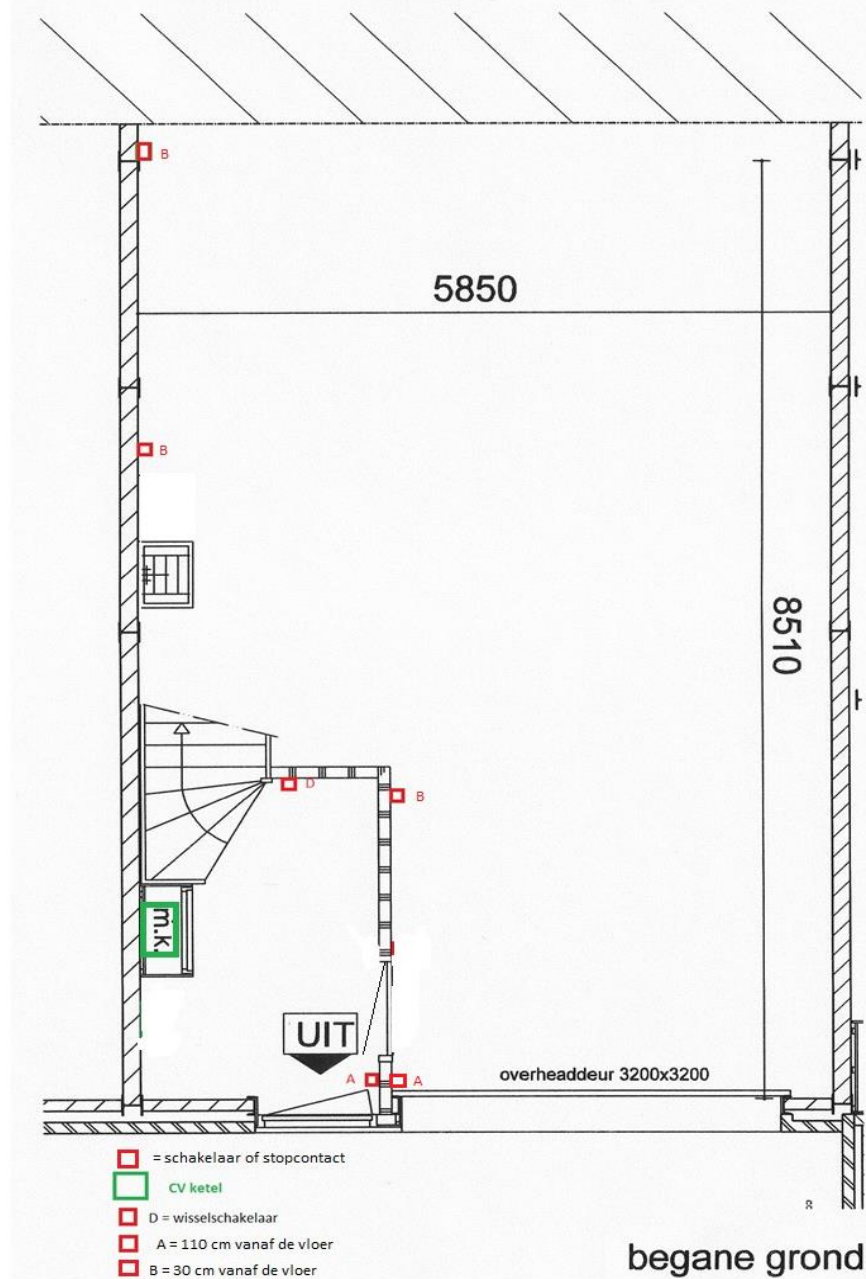 B
5850
B
8510
D
B
m.k.
UIT
A
A
overheaddeur 3200x3200
= schakelaar of stopcontact
CV ketel
D = wisselschakelaar
A = 110 cm vanaf de vloer
B = 30 cm vanaf de vloer
begane grond